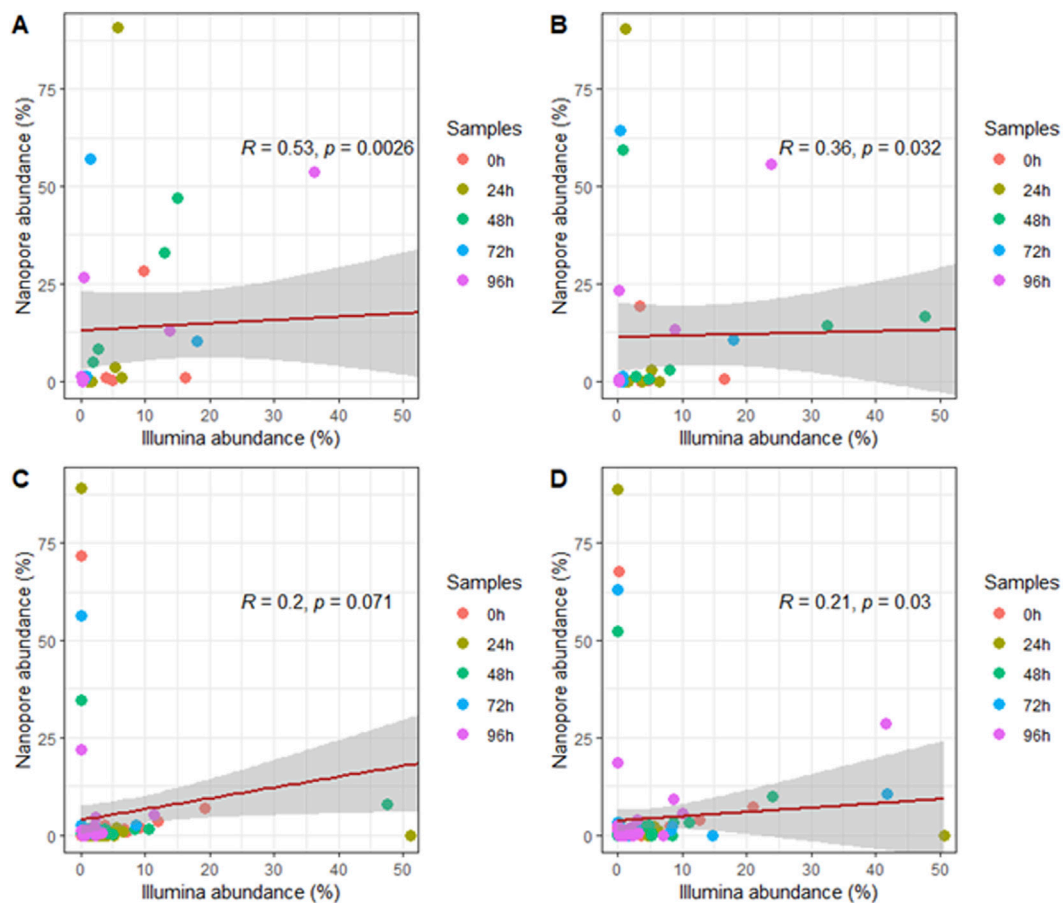 A
Nanopore abundance (%)
75
50
25
0
R = 0.53, p = 0.0026
0 10 20 30 40 50
Illumina abundance (%)
Samples
0h
24h
48h
72h
96h
B
Nanopore abundance (%)
75
50
25
0
R = 0.36, p = 0.032
0 10 20 30 40 50
Illumina abundance (%)
Samples
0h
24h
48h
72h
96h
C
Nanopore abundance (%)
75
50
25
0
R = 0.2, p = 0.071
0 10 20 30 40 50
Illumina abundance (%)
Samples
0h
24h
48h
72h
96h
D
Nanopore abundance (%)
75
50
25
0
R = 0.21, p = 0.03
0 10 20 30 40 50
Illumina abundance (%)
Samples
0h
24h
48h
72h
96h